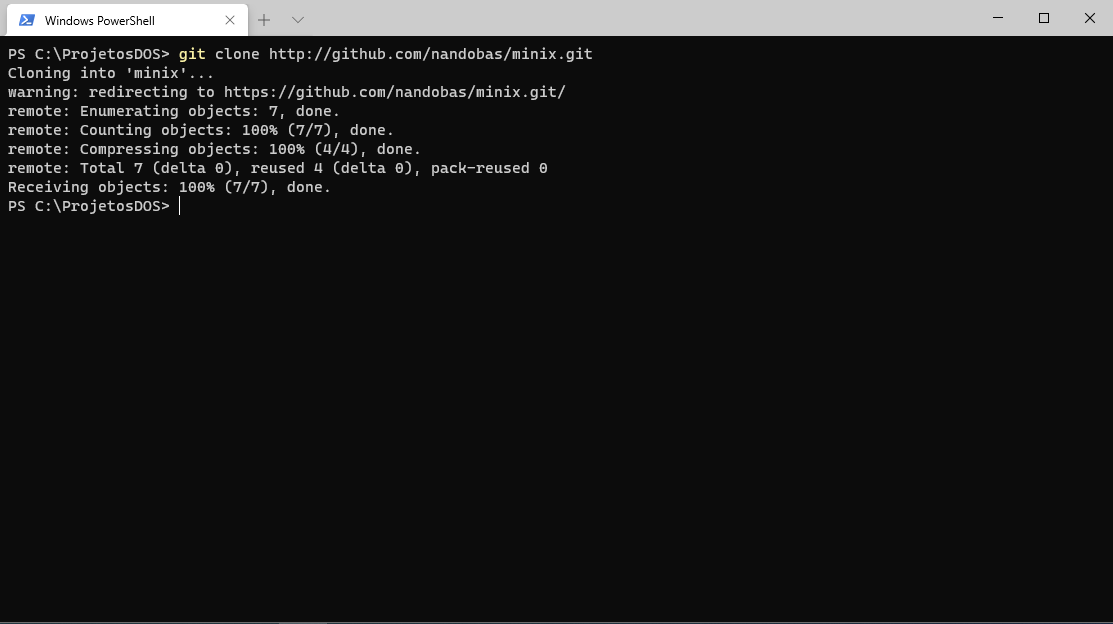 Windows PowerShell
PS C:\ProjetosDOS> git clone http://github.com/nandobas/minix.git
Cloning into 'minix'...
warning: redirecting to https://github.com/nandobas/minix.git/
remote: Enumerating objects: 7, done.
remote: Counting objects: 100% (7/7), done.
remote: Compressing objects: 100% (4/4), done.
remote: Total 7 (delta 0), reused 4 (delta 0), pack-reused 0
Receiving objects: 100% (7/7), done.
PS C:\ProjetosDOS>